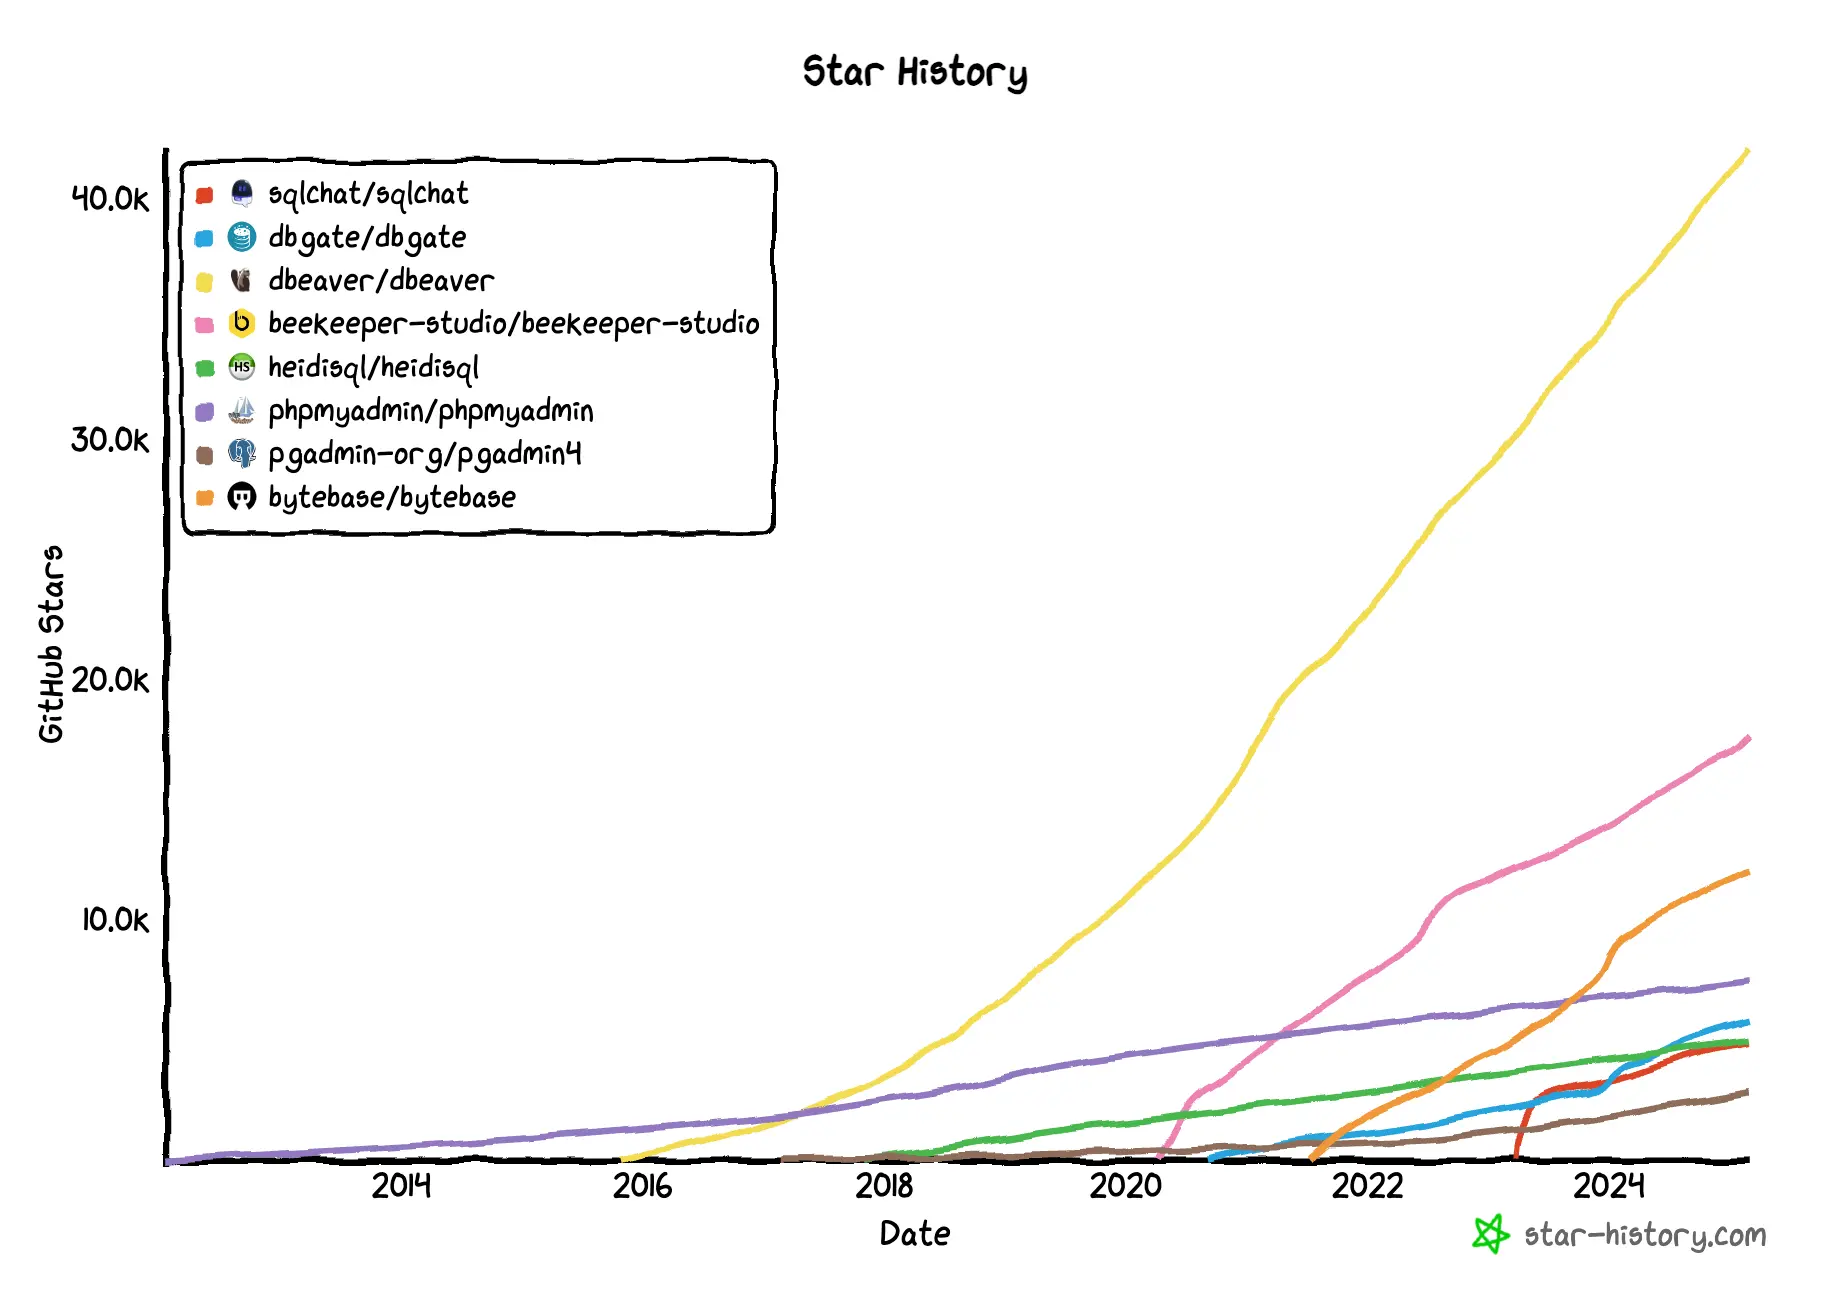 Star History
40.0k
30.0k
20.0k
10.0k
GitHub Stars
sqlchat/sqlchat
dbgate/dbgate
dbeaver/dbeaver
beekeeper-studio/beekeeper-studio
HS heidisql/heidisql
phpmyadmin/phpmyadmin
pgadmin-org/pgadmin4
bytebase/bytebase
2014 2016 2018 2020 2022 2024
Date
star-history.com